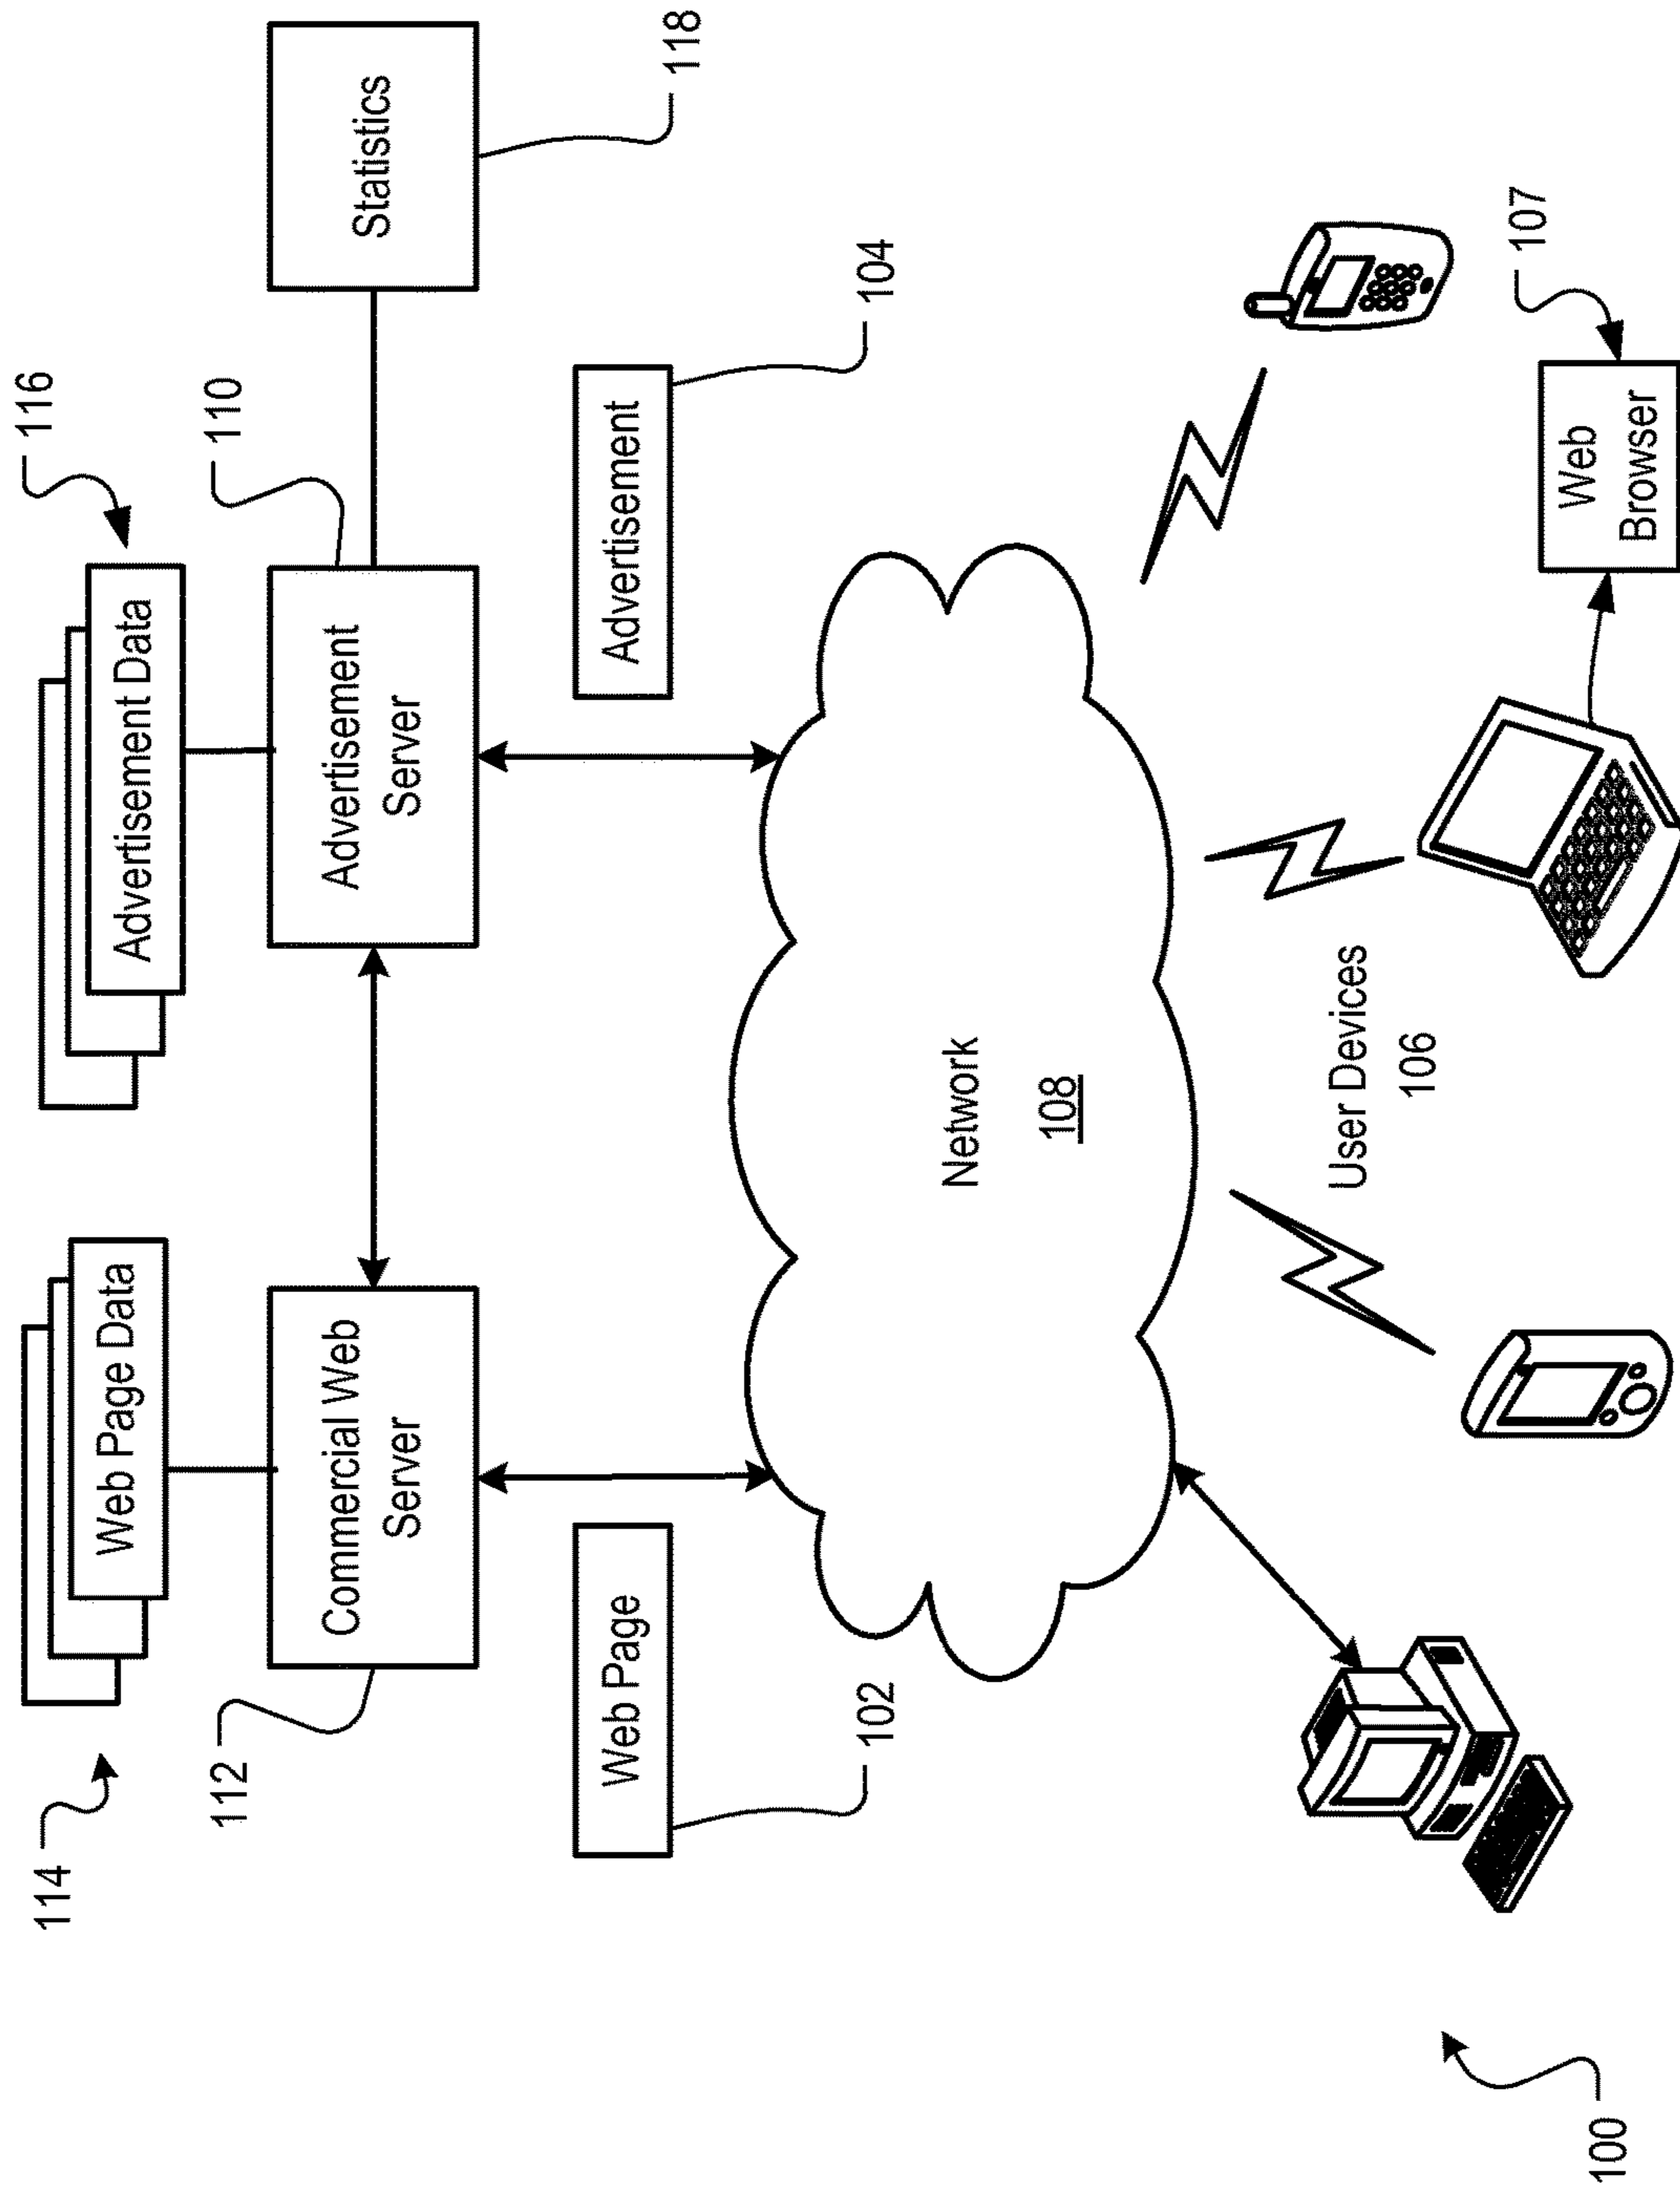 114
Web Page Data
116
Advertisement Data
112
Commercial Web
Server
110
Advertisement
Server
Statistics
118
Web Page
102
Advertisement
104
Network
108
User Devices
106
107
Web
Browser
100